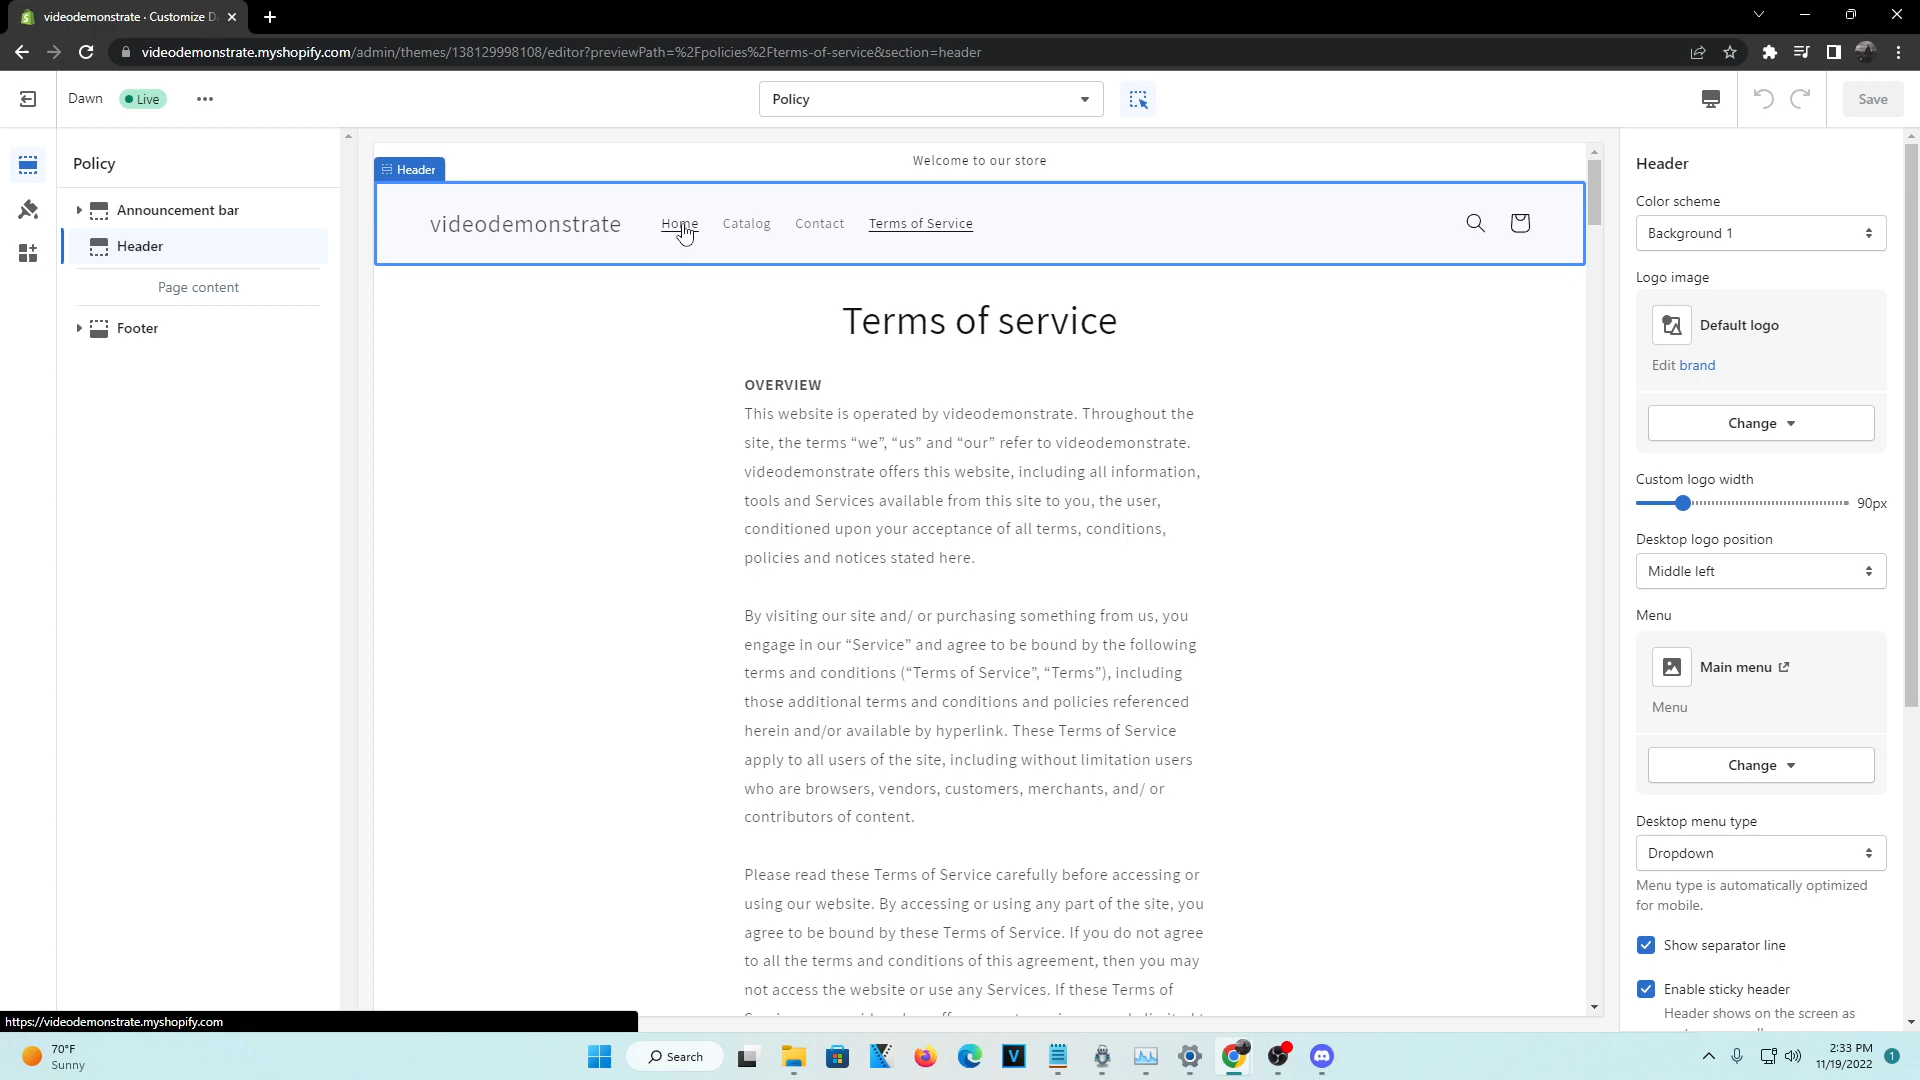 videodemonstrate · Customize D
videodemonstrate.myshopify.com/admin/themes/138129998108/editor?previewPath=%2Fpolicies%2Fterms-of-service&section=header
Dawn
Live
Policy
Save
Policy
Announcement bar
Header
Page content
Footer
Welcome to our store
Header
videodemonstrate
Home
Catalog
Contact
Terms of Service
Terms of service
OVERVIEW
This website is operated by videodemonstrate. Throughout the
site, the terms “we”, “us” and “our” refer to videodemonstrate.
videodemonstrate offers this website, including all information,
tools and Services available from this site to you, the user,
conditioned upon your acceptance of all terms, conditions,
policies and notices stated here.
By visiting our site and/ or purchasing something from us, you
engage in our “Service” and agree to be bound by the following
terms and conditions (“Terms of Service”, “Terms”), including
those additional terms and conditions and policies referenced
herein and/or available by hyperlink. These Terms of Service
apply to all users of the site, including without limitation users
who are browsers, vendors, customers, merchants, and/ or
contributors of content.
Please read these Terms of Service carefully before accessing or
using our website. By accessing or using any part of the site, you
agree to be bound by these Terms of Service. If you do not agree
to all the terms and conditions of this agreement, then you may
not access the website or use any Services. If these Terms of
Header
Color scheme
Background 1
Logo image
Default logo
Edit brand
Change
Custom logo width
90px
Desktop logo position
Middle left
Menu
Main menu
Menu
Change
Desktop menu type
Dropdown
Menu type is automatically optimized
for mobile.
Show separator line
Enable sticky header
Header shows on the screen as
https://videodemonstrate.myshopify.com
70°F
Sunny
Search
2:33 PM
11/19/2022
1